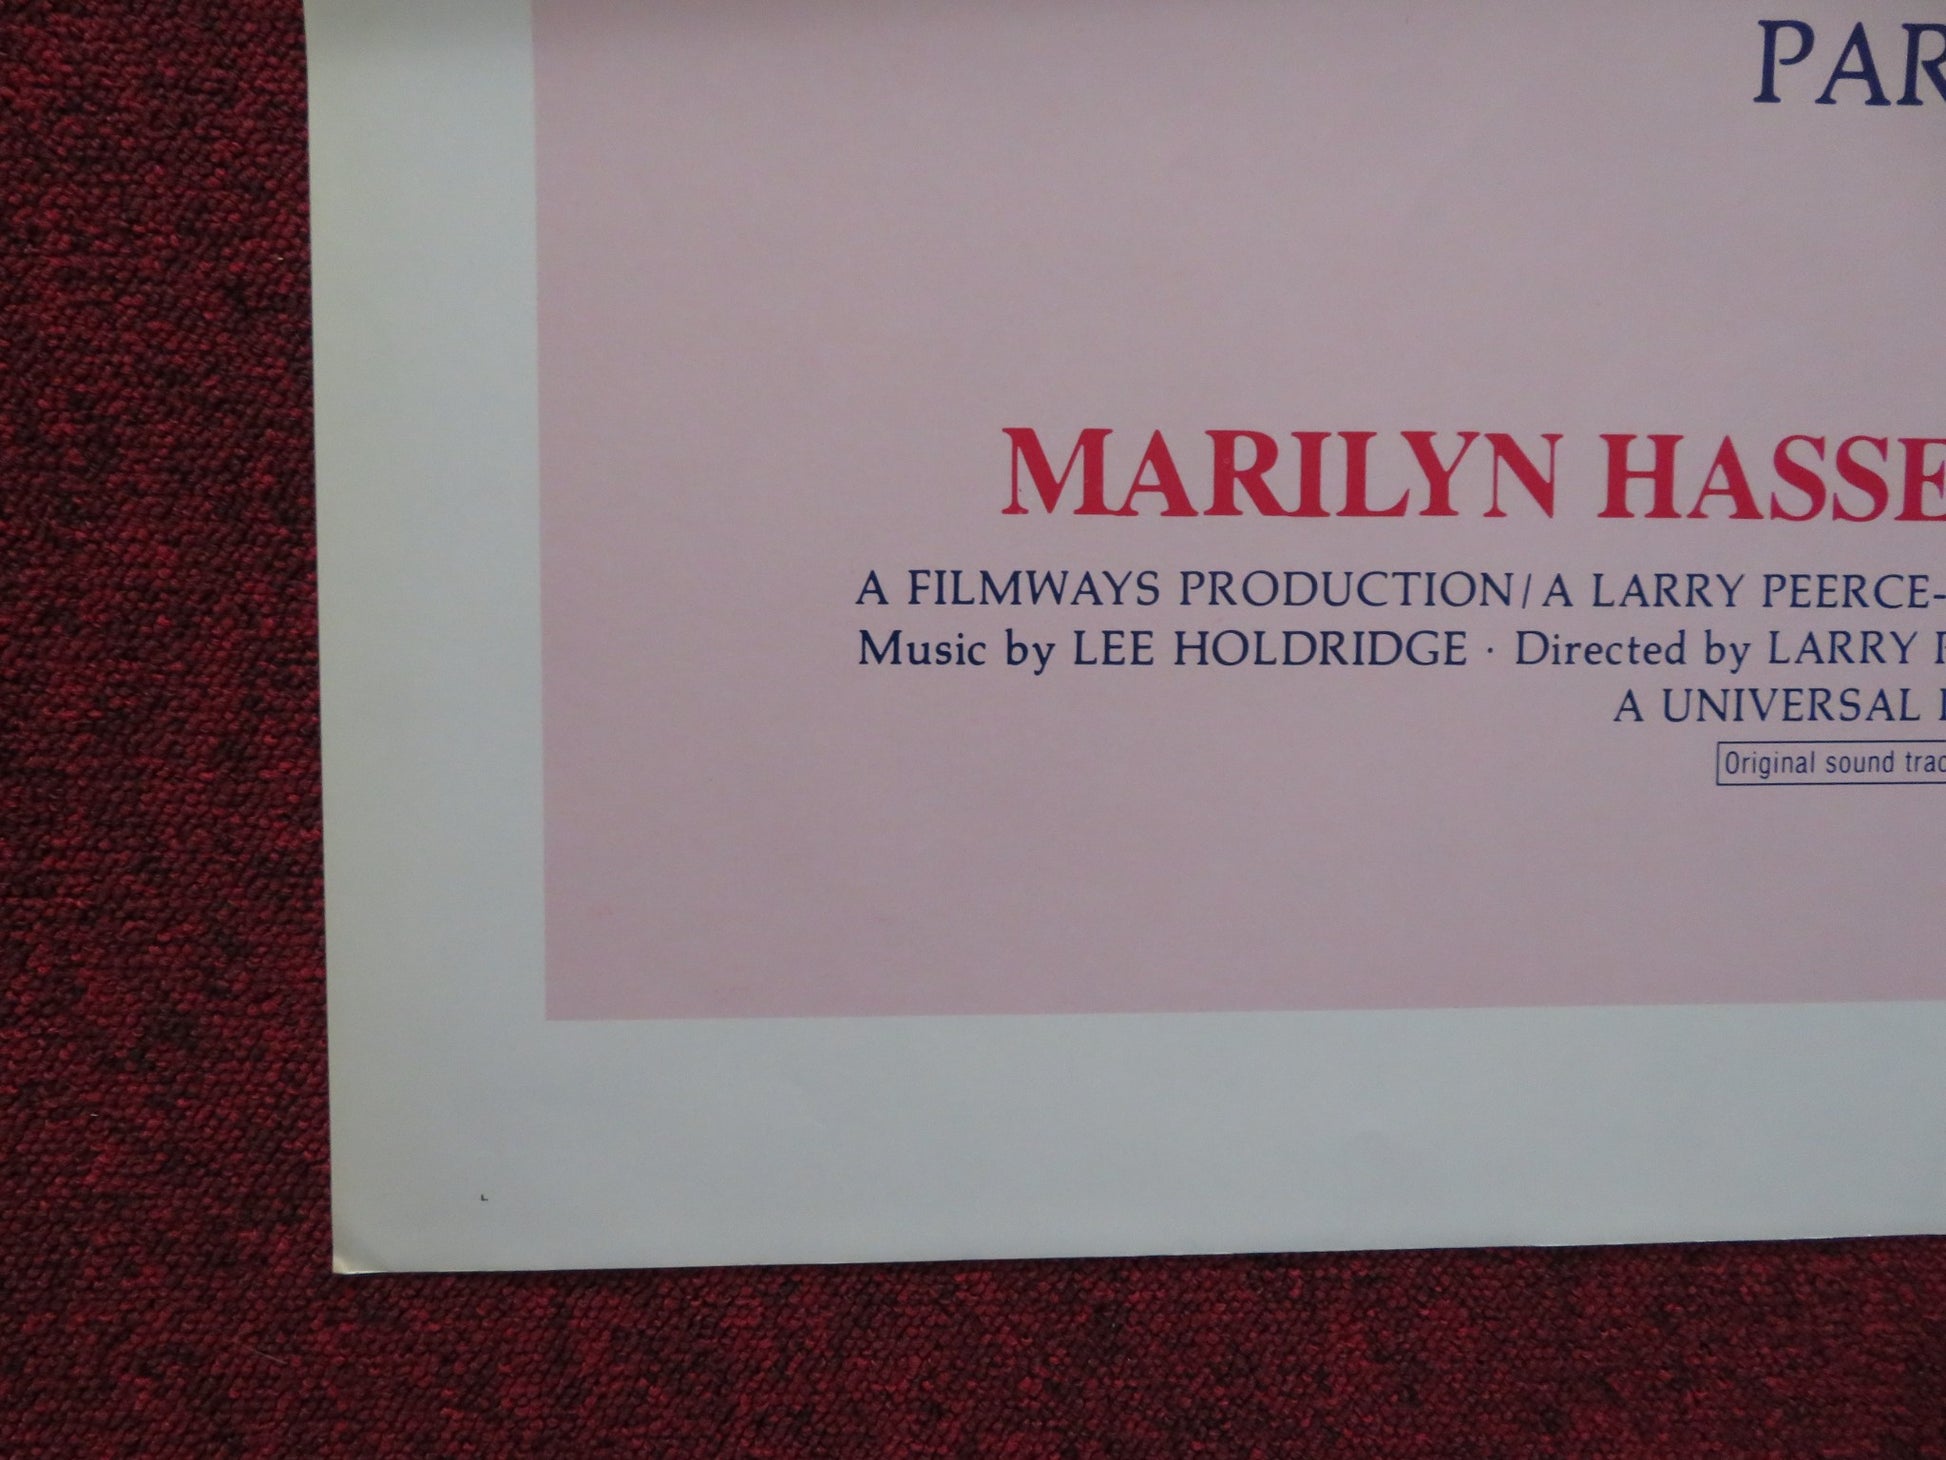 PAR
MARILYN HASSE
A FILMWAYS PRODUCTION/A LARRY PEERCE-
Music by LEE HOLDRIDGE · Directed by LARRY P
A UNIVERSAL
Original sound trac